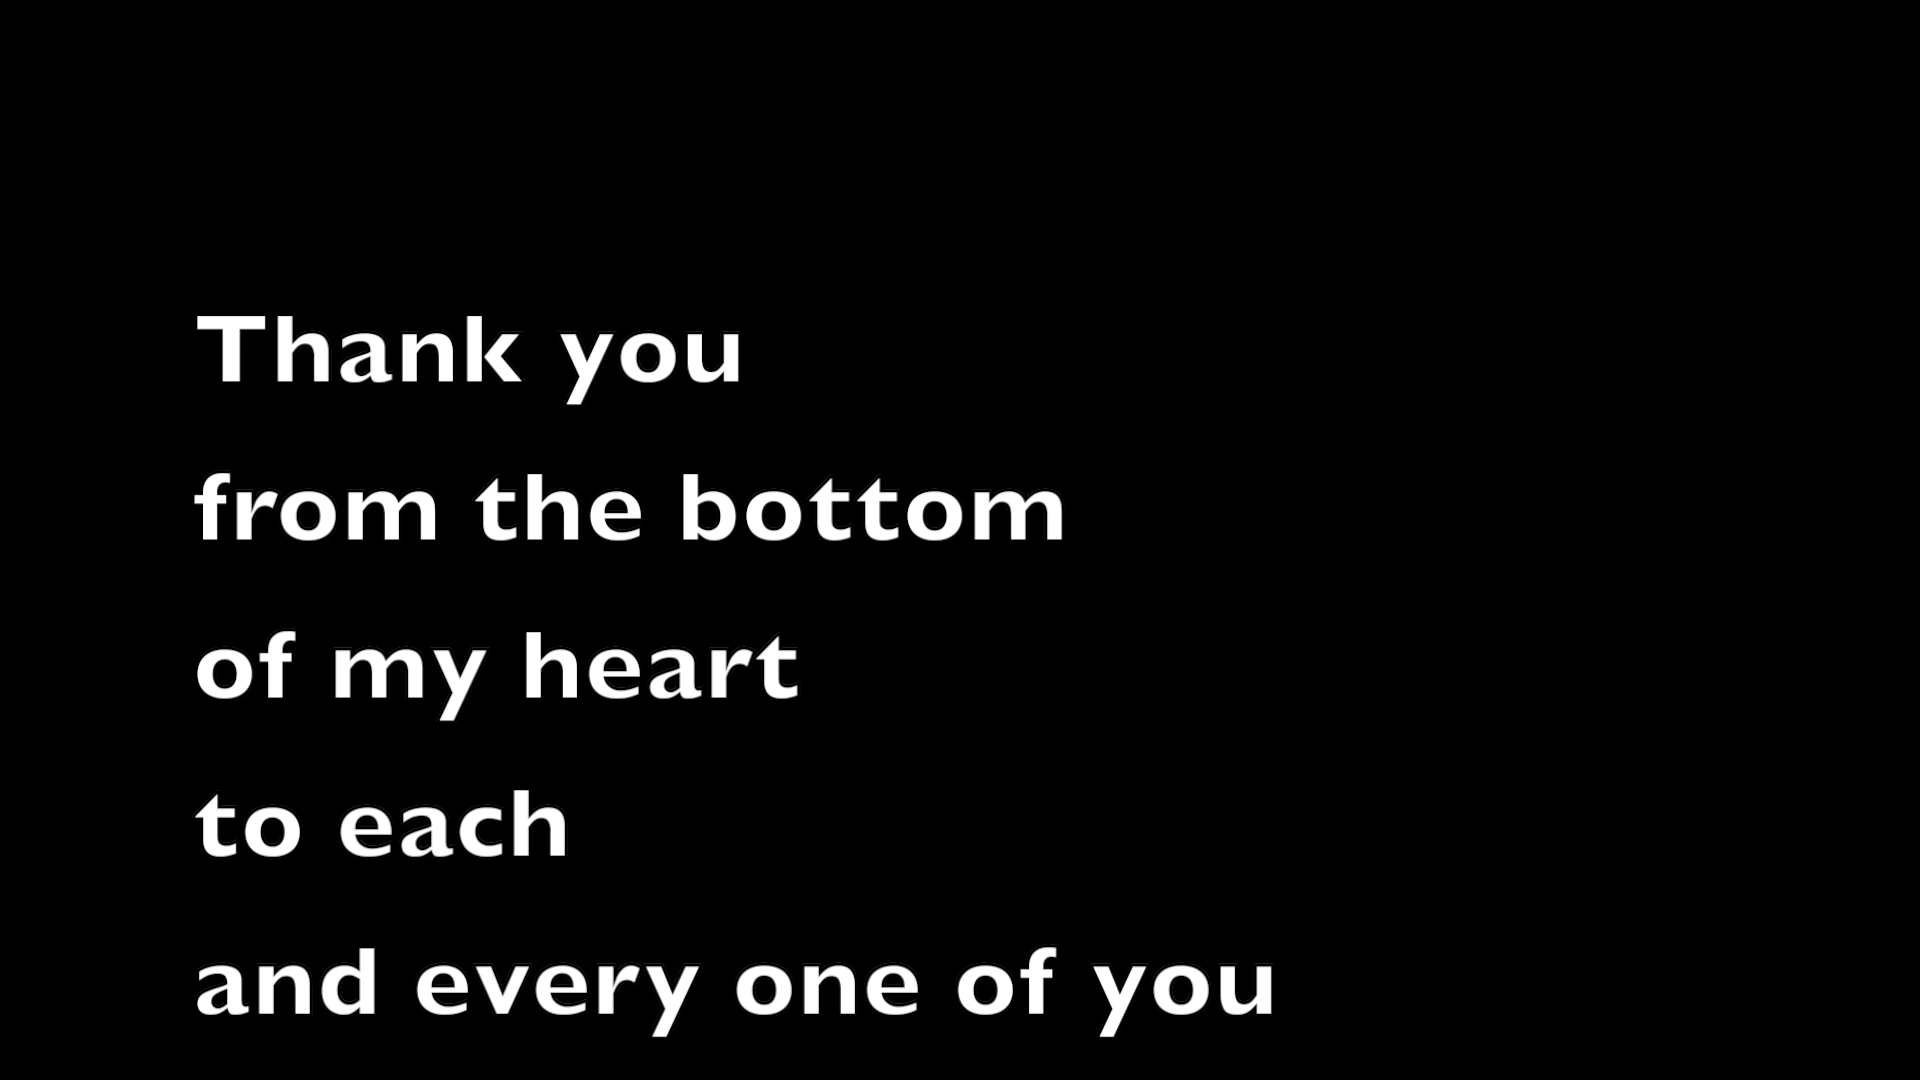 Thank you
from the bottom
of my heart
to each
and every one of you